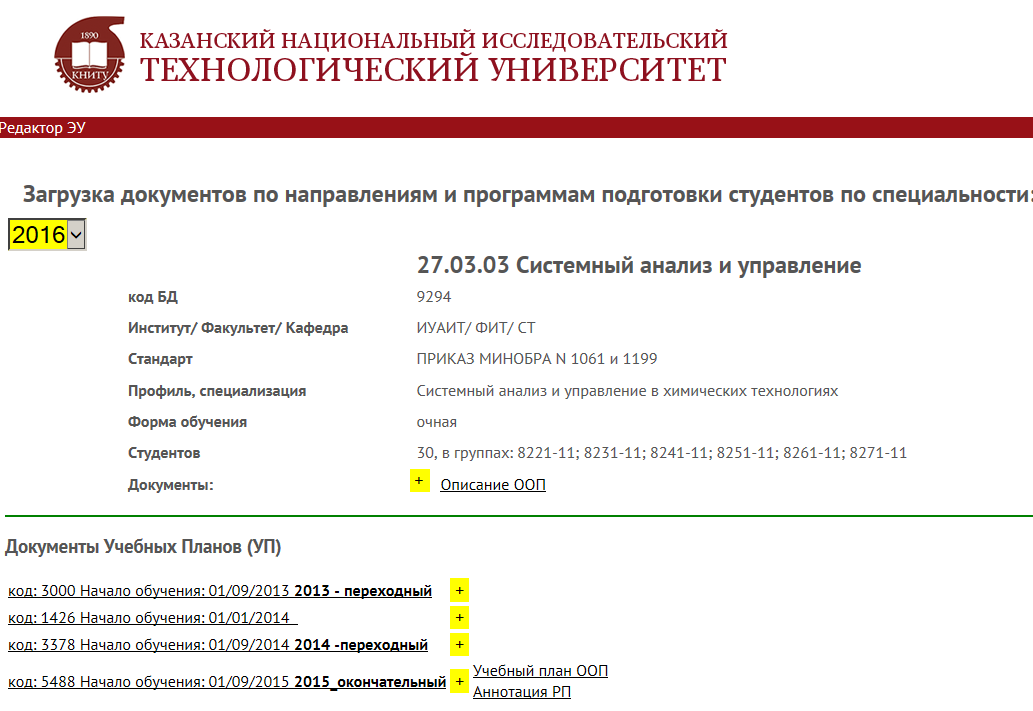 1890
КНИТУ
КАЗАНСКИЙ НАЦИОНАЛЬНЫЙ ИССЛЕДОВАТЕЛЬСКИЙ
ТЕХНОЛОГИЧЕСКИЙ УНИВЕРСИТЕТ
Редактор ЭУ
Загрузка документов по направлениям и программам подготовки студентов по специальности:
2016
27.03.03 Системный анализ и управление
код БД 9294
Институт/ Факультет/ Кафедра ИУАИТ/ ФИТ/ СТ
Стандарт ПРИКАЗ МИНОБРА N 1061 и 1199
Профиль, специализация Системный анализ и управление в химических технологиях
Форма обучения очная
Студентов 30, в группах: 8221-11; 8231-11; 8241-11; 8251-11; 8261-11; 8271-11
Документы: + Описание ООП
Документы Учебных Планов (УП)
код: 3000 Начало обучения: 01/09/2013 2013 - переходный +
код: 1426 Начало обучения: 01/01/2014 +
код: 3378 Начало обучения: 01/09/2014 2014 -переходный +
код: 5488 Начало обучения: 01/09/2015 2015_окончательный + Учебный план ООП
Аннотация РП